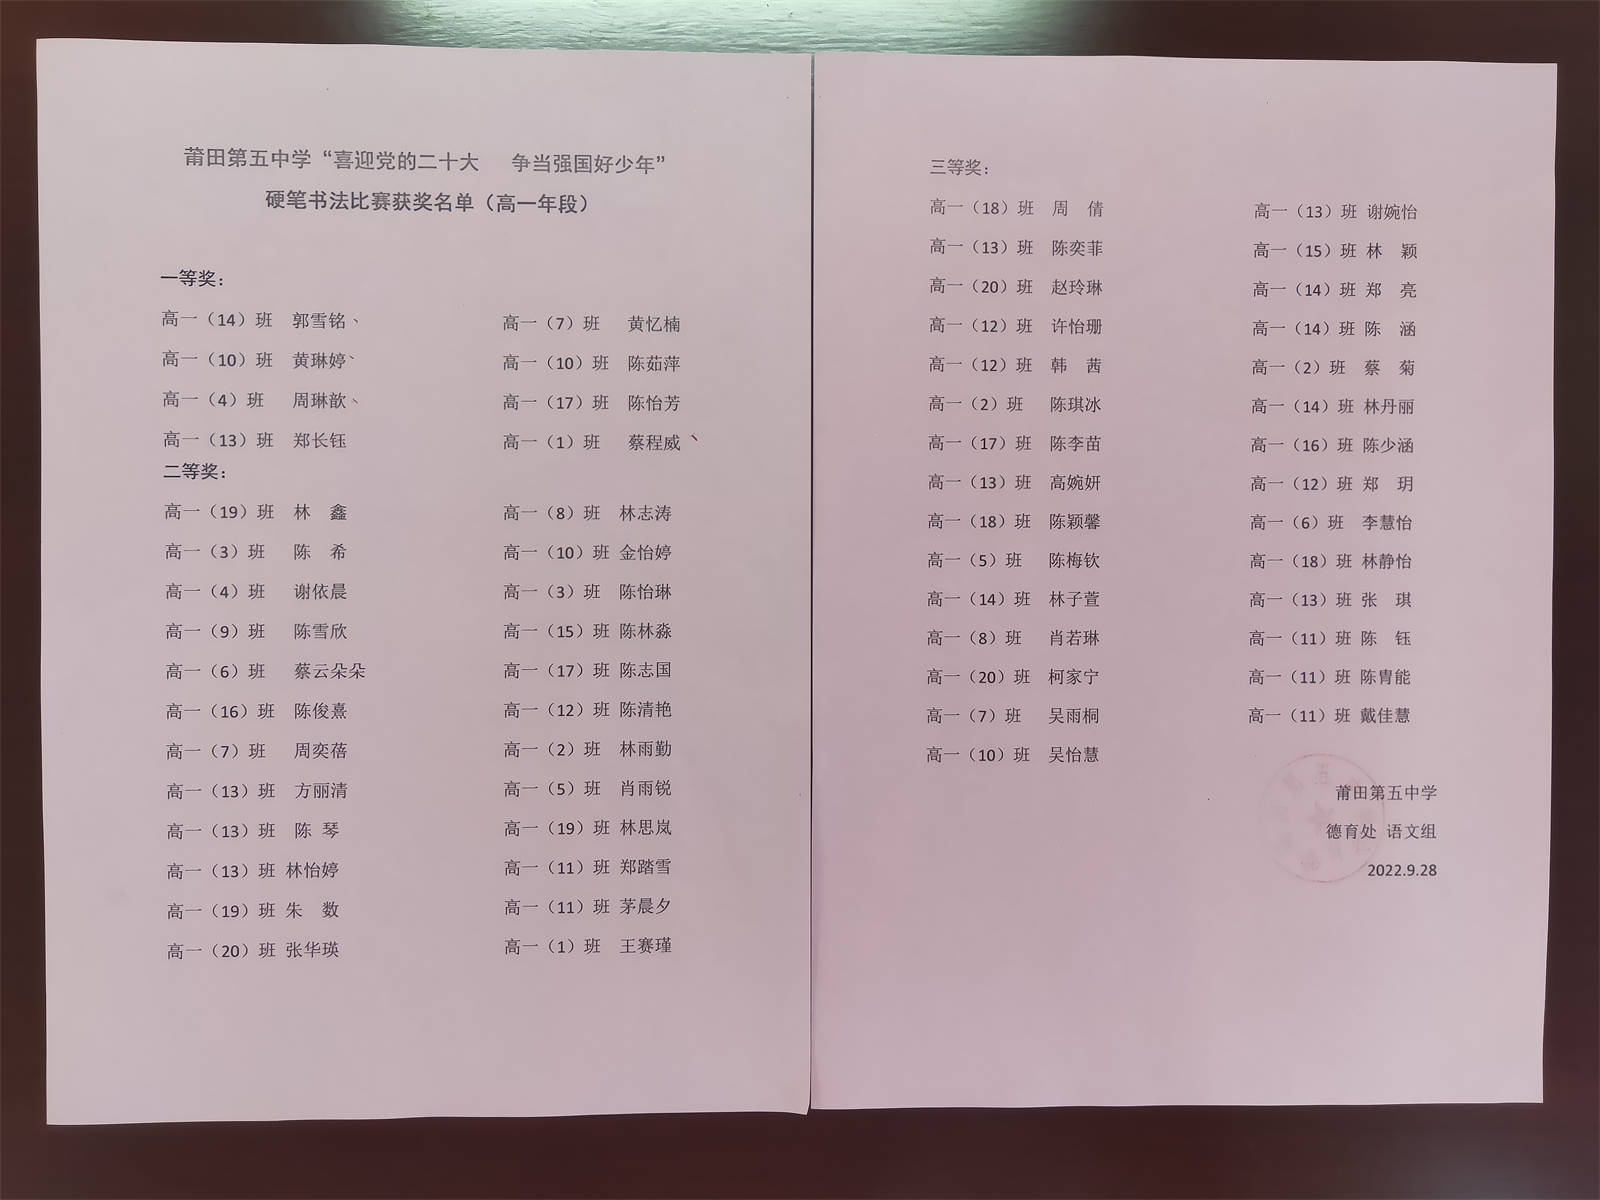 莆田第五中学“喜迎党的二十大 争当强国好少年”
硬笔书法比赛获奖名单（高一年段）
一等奖：
高一（14）班 郭雪铭 高一（7）班 黄忆楠
高一（10）班 黄琳婷 高一（10）班 陈茹萍
高一（4）班 周琳歆 高一（17）班 陈怡芳
高一（13）班 郑长钰 高一（1）班 蔡程威
二等奖：
高一（19）班 林 鑫 高一（8）班 林志涛
高一（3）班 陈 希 高一（10）班 金怡婷
高一（4）班 谢依晨 高一（3）班 陈怡琳
高一（9）班 陈雪欣 高一（15）班 陈林淼
高一（6）班 蔡云朵朵 高一（17）班 陈志国
高一（16）班 陈俊熹 高一（12）班 陈清艳
高一（7）班 周奕蓓 高一（2）班 林雨勤
高一（13）班 方丽清 高一（5）班 肖雨锐
高一（13）班 陈 琴 高一（19）班 林思岚
高一（13）班 林怡婷 高一（11）班 郑踏雪
高一（19）班 朱 数 高一（11）班 茅晨夕
高一（20）班 张华瑛 高一（1）班 王赛瑾
三等奖：
高一（18）班 周 倩 高一（13）班 谢婉怡
高一（13）班 陈奕菲 高一（15）班 林 颖
高一（20）班 赵玲琳 高一（14）班 郑 亮
高一（12）班 许怡珊 高一（14）班 陈 涵
高一（12）班 韩 茜 高一（2）班 蔡 菊
高一（2）班 陈琪冰 高一（14）班 林丹丽
高一（17）班 陈李苗 高一（16）班 陈少涵
高一（13）班 高婉妍 高一（12）班 郑 玥
高一（18）班 陈颖馨 高一（6）班 李慧怡
高一（5）班 陈梅钦 高一（18）班 林静怡
高一（14）班 林子萱 高一（13）班 张 琪
高一（8）班 肖若琳 高一（11）班 陈 钰
高一（20）班 柯家宁 高一（11）班 陈胄能
高一（7）班 吴雨桐 高一（11）班 戴佳慧
高一（10）班 吴怡慧
莆田第五中学
德育处 语文组
2022.9.28